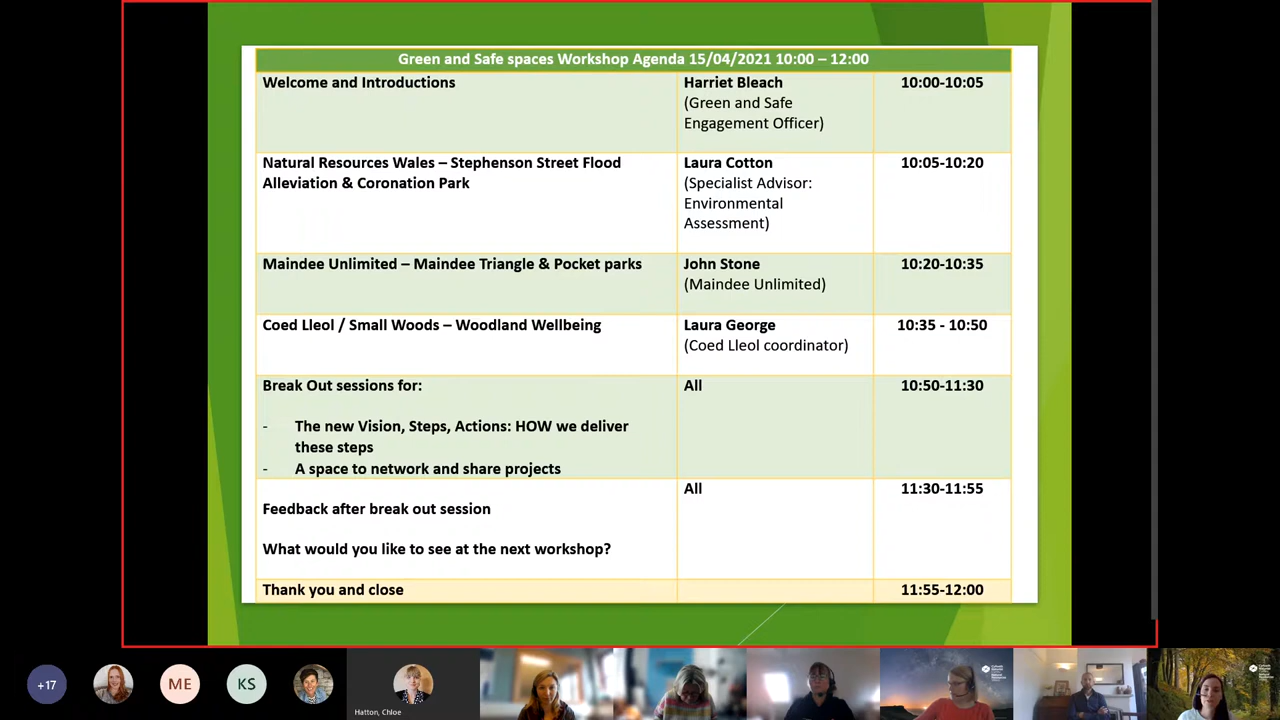 Green and Safe spaces Workshop Agenda 15/04/2021 10:00 – 12:00
Welcome and Introductions
Harriet Bleach
(Green and Safe
Engagement Officer)
10:00-10:05
Natural Resources Wales – Stephenson Street Flood
Alleviation & Coronation Park
Laura Cotton
(Specialist Advisor:
Environmental
Assessment)
10:05-10:20
Maindee Unlimited – Maindee Triangle & Pocket parks
John Stone
(Maindee Unlimited)
10:20-10:35
Coed Lleol / Small Woods – Woodland Wellbeing
Laura George
(Coed Lleol coordinator)
10:35 - 10:50
Break Out sessions for:
- The new Vision, Steps, Actions: HOW we deliver
these steps
- A space to network and share projects
All
10:50-11:30
Feedback after break out session
What would you like to see at the next workshop?
All
11:30-11:55
Thank you and close
11:55-12:00
+17
ME
KS
Hatton, Chloe